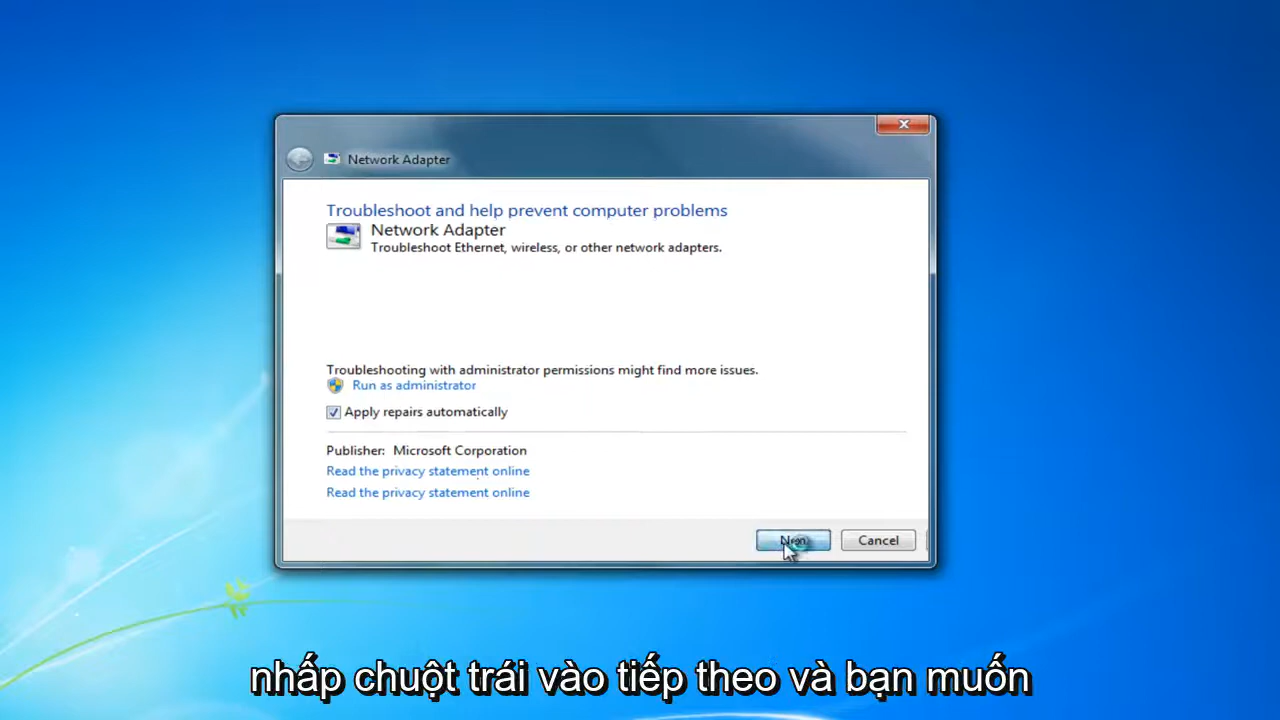 Network Adapter
Troubleshoot and help prevent computer problems
Network Adapter
Troubleshoot Ethernet, wireless, or other network adapters.
Troubleshooting with administrator permissions might find more issues.
Run as administrator
Apply repairs automatically
Publisher: Microsoft Corporation
Read the privacy statement online
Read the privacy statement online
Cancel
nhấp chuột trái vào tiếp theo và bạn muốn